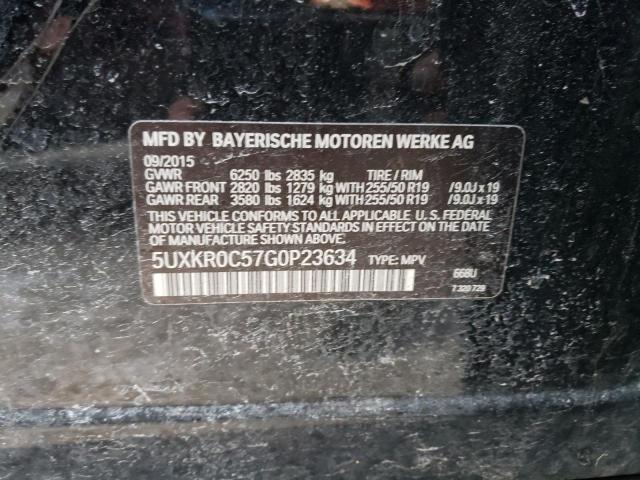 MFD BY BAYERISCHE MOTOREN WERKE AG
09/2015
GVWR 6250 lbs 2835 kg TIRE / RIM
GAWR FRONT 2820 lbs 1279 kg WITH 255/50 R19 /9.0J x 19
GAWR REAR 3580 lbs 1624 kg WITH 255/50 R19 /9.0J x 19
THIS VEHICLE CONFORMS TO ALL APPLICABLE U. S. FEDERAL
MOTOR VEHICLE SAFETY STANDARDS IN EFFECT ON THE DATE
OF MANUFACTURE SHOWN ABOVE.
5UXKR0C57G0P23634 TYPE: MPV
668U
7 320 729